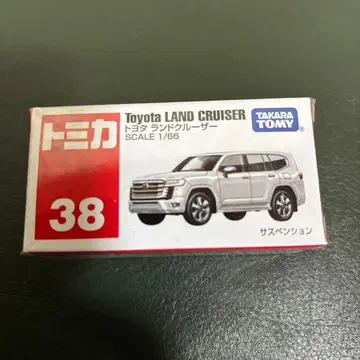 トミカ
38
Toyota LAND CRUISER
トヨタ ランドクルーザー
SCALE 1/66
TAKARA
TOMY
サスペンション